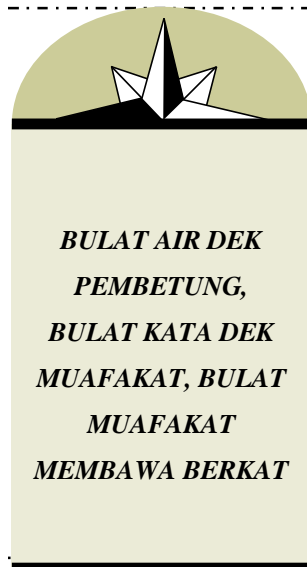 BULAT AIR DEK
PEMBETUNG,
BULAT KATA DEK
MUAFAKAT, BULAT
MUAFAKAT
MEMBAWA BERKAT